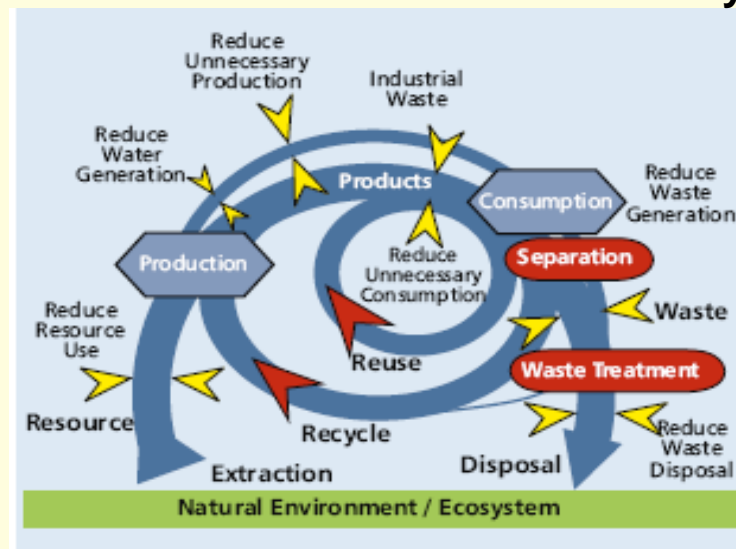 Reduce
Unnecessary
Production
Industrial
Waste
Reduce
Water
Generation
Products
Consumption
Reduce
Waste
Generation
Production
Reduce
Unnecessary
Consumption
Separation
Reduce
Resource
Use
Waste
Reuse
Waste Treatment
Resource
Recycle
Reduce
Waste
Disposal
Extraction
Disposal
Natural Environment / Ecosystem